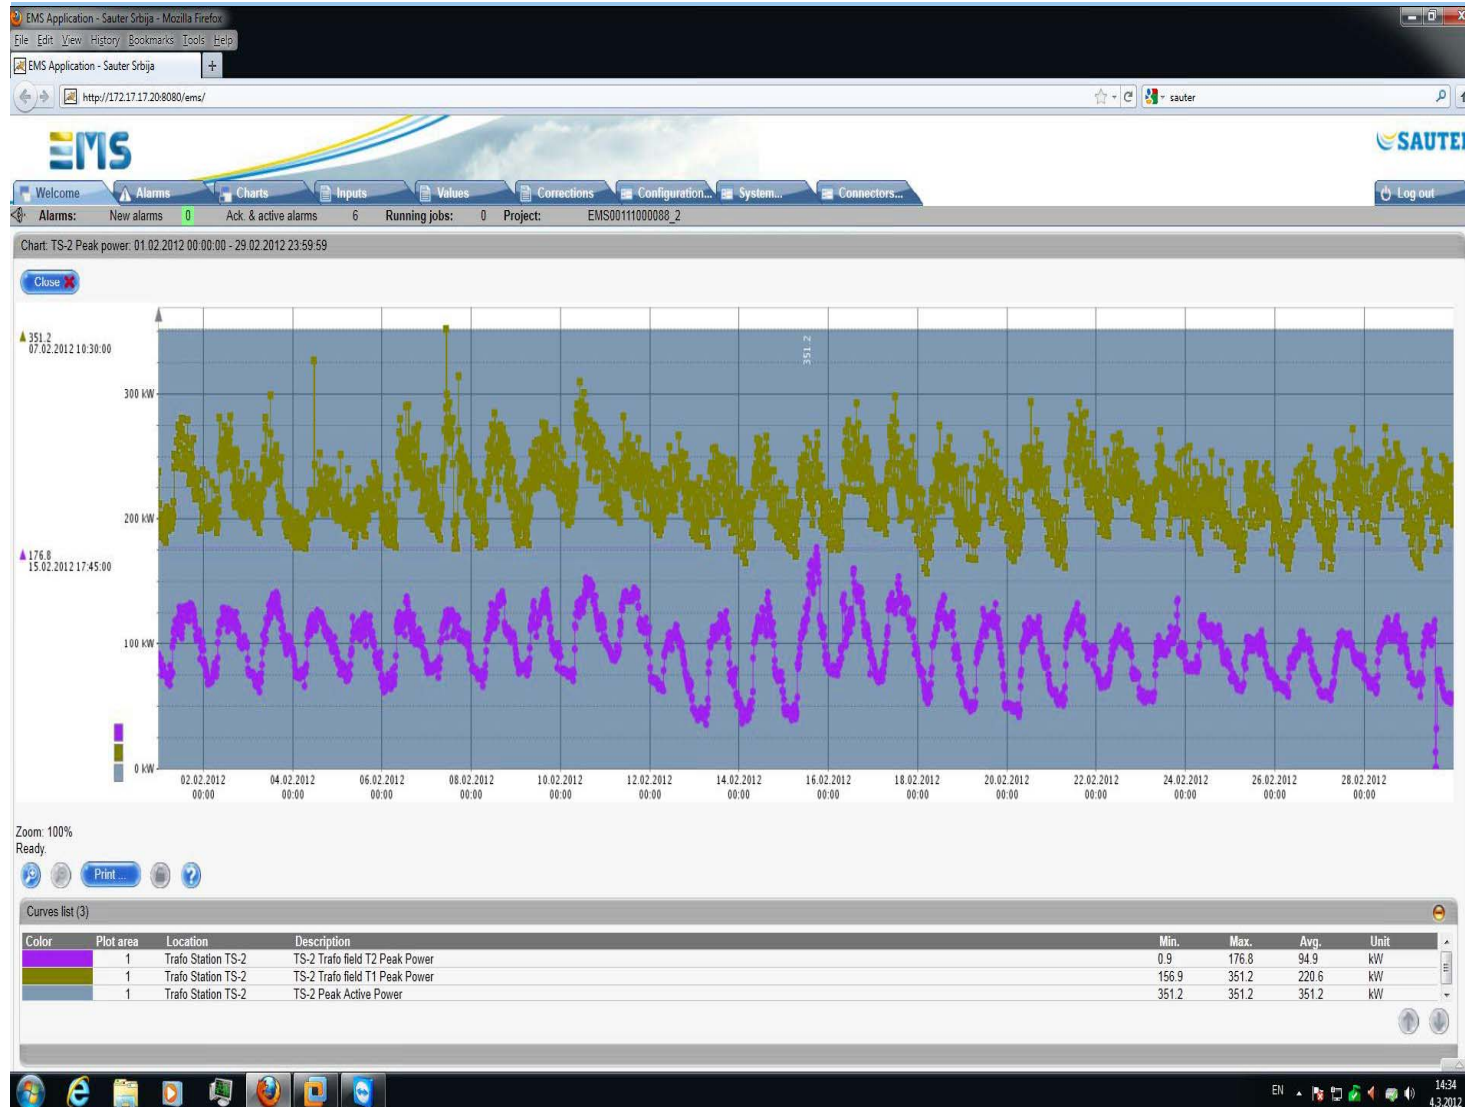 EMS Application - Sauter Srbija - Mozilla Firefox
File Edit View History Bookmarks Tools Help
EMS Application - Sauter Srbija +
http://172.17.17.20:8080/ems/ sauter
EMS SAUTER
Welcome Alarms Charts Inputs Values Corrections Configuration... System... Connectors... Log out
Alarms: New alarms 0 Ack. & active alarms 6 Running jobs: 0 Project: EMS00111000088_2
Chart: TS-2 Peak power: 01.02.2012 00:00:00 - 29.02.2012 23:59:59
Close
351.2
07.02.2012 10:30:00
351.2
300 kW
200 kW
176.8
15.02.2012 17:45:00
100 kW
0 kW
02.02.2012 04.02.2012 06.02.2012 08.02.2012 10.02.2012 12.02.2012 14.02.2012 16.02.2012 18.02.2012 20.02.2012 22.02.2012 24.02.2012 26.02.2012 28.02.2012
00:00 00:00 00:00 00:00 00:00 00:00 00:00 00:00 00:00 00:00 00:00 00:00 00:00 00:00
Zoom: 100%
Ready.
Print ...
Curves list (3)
Color Plot area Location Description Min. Max. Avg. Unit
1 Trafo Station TS-2 TS-2 Trafo field T2 Peak Power 0.9 176.8 94.9 kW
1 Trafo Station TS-2 TS-2 Trafo field T1 Peak Power 156.9 351.2 220.6 kW
1 Trafo Station TS-2 TS-2 Peak Active Power 351.2 351.2 351.2 kW
EN 14:34
4.3.2012